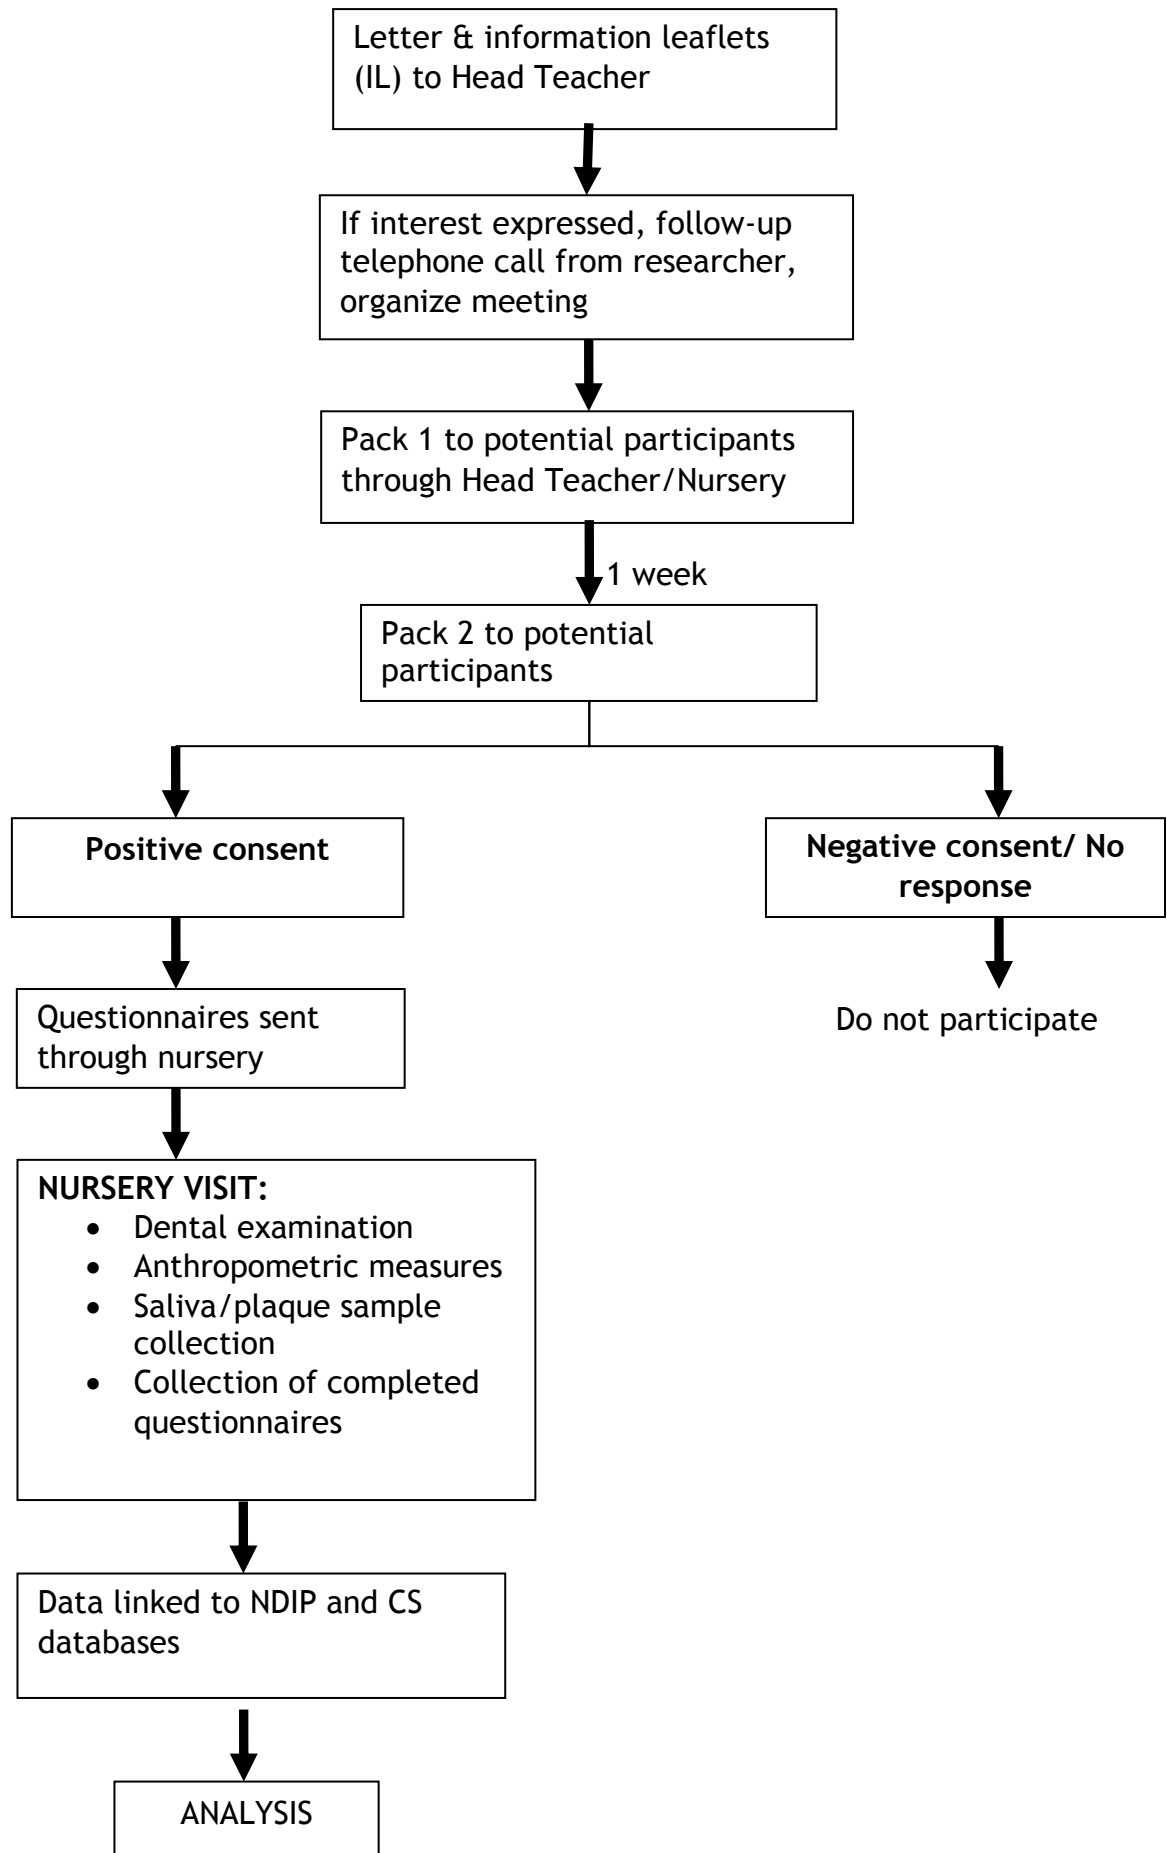 Letter & information leaflets
(IL) to Head Teacher
If interest expressed, follow-up
telephone call from researcher,
organize meeting
Pack 1 to potential participants
through Head Teacher/Nursery
1 week
Pack 2 to potential
participants
Positive consent
Negative consent/ No
response
Questionnaires sent
through nursery
Do not participate
NURSERY VISIT:
• Dental examination
• Anthropometric measures
• Saliva/plaque sample
collection
• Collection of completed
questionnaires
Data linked to NDIP and CS
databases
ANALYSIS